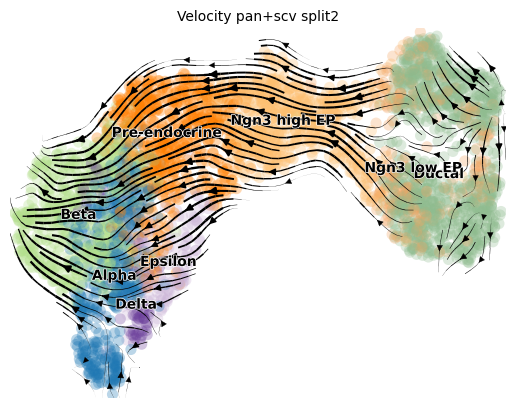 Velocity pan+scv split2
Ngn3 high EP
Pre-endocrine
Ngn3 low EP
Ductal
Beta
Epsilon
Alpha
Delta